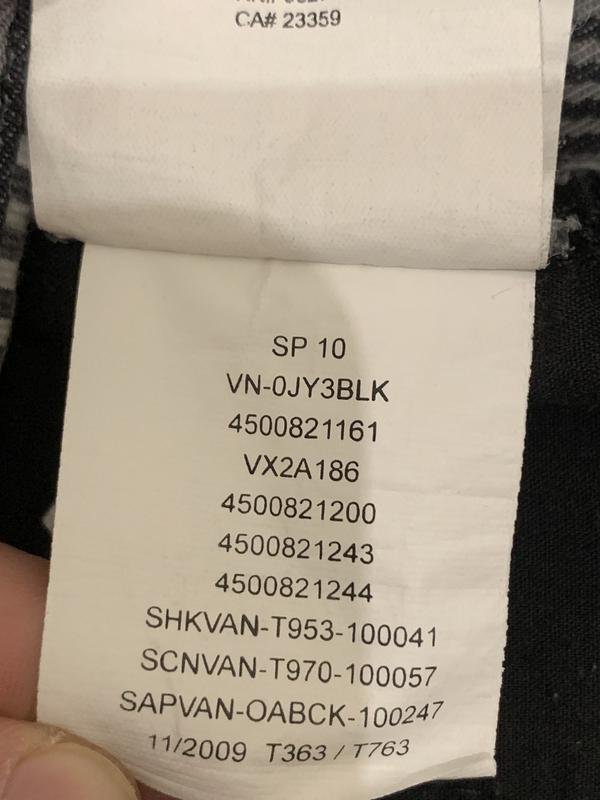 CA# 23359
SP 10
VN-0JY3BLK
4500821161
VX2A186
4500821200
4500821243
4500821244
SHKVAN-T953-100041
SCNVAN-T970-100057
SAPVAN-OABCK-100247
11/2009 T363 / T763